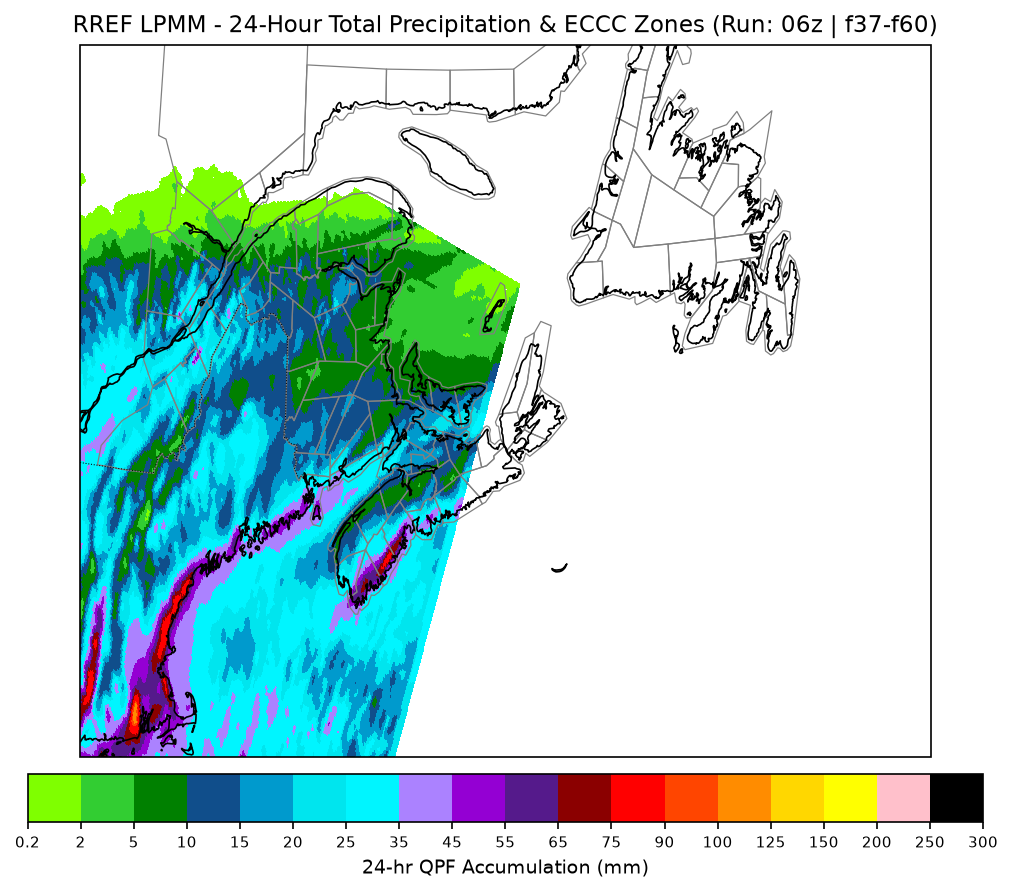 RREF LPMM - 24-Hour Total Precipitation & ECCC Zones (Run: 06z | f37-f60)
0.2 2 5 10 15 20 25 35 45 55 65 80 90 100 125 150 200 250 300
24-hr QPF Accumulation (mm)